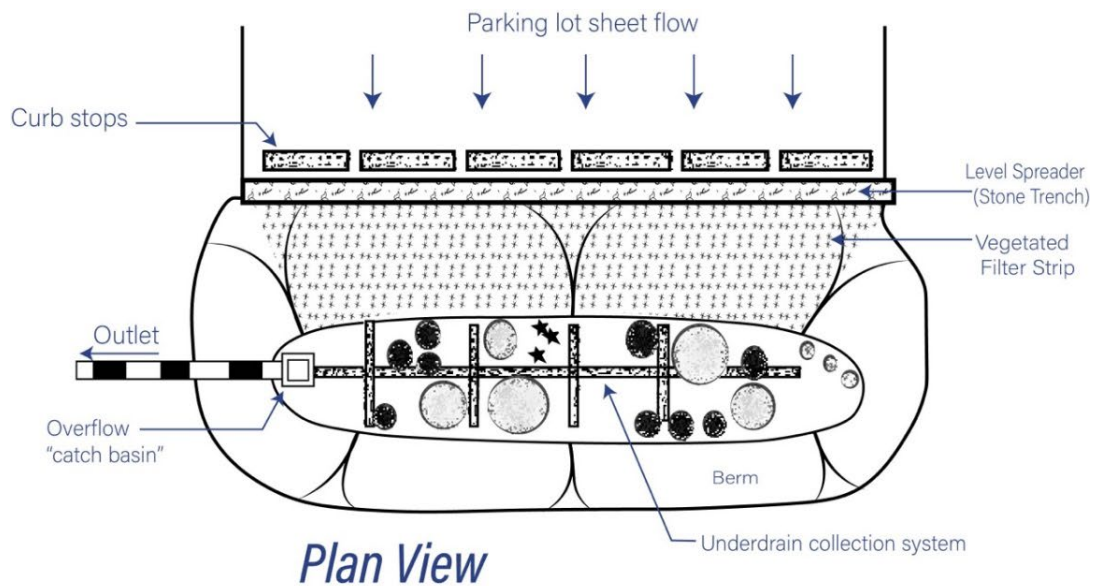 Parking lot sheet flow
Curb stops
Level Spreader
(Stone Trench)
Vegetated
Filter Strip
Outlet
Overflow
"catch basin"
Berm
Underdrain collection system
Plan View